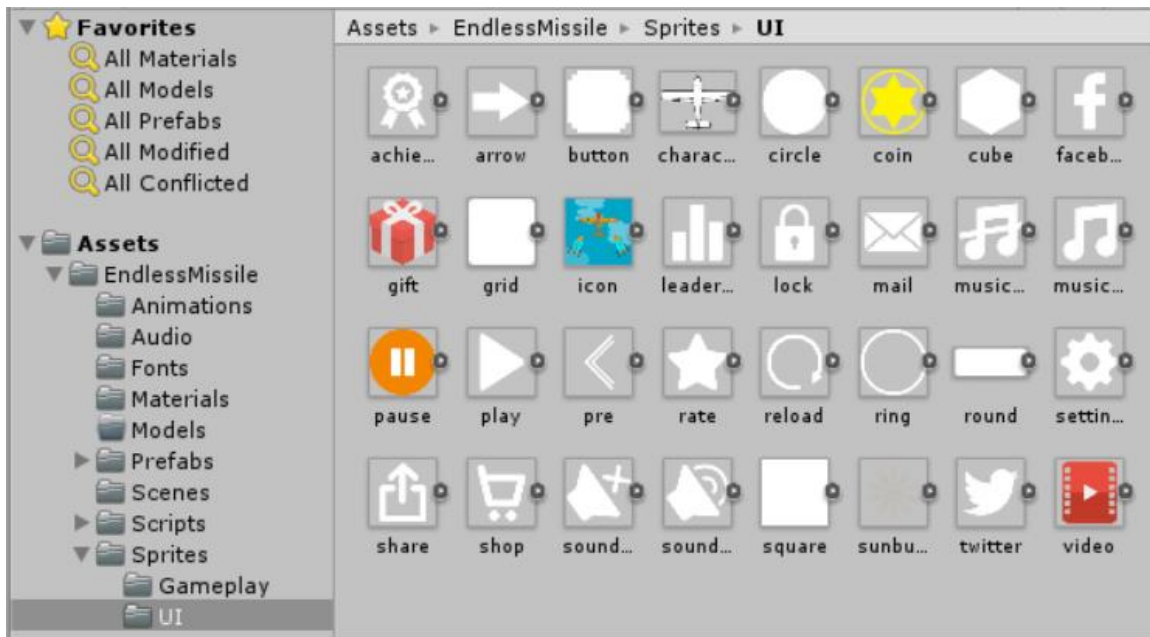 Favorites
All Materials
All Models
All Prefabs
All Modified
All Conflicted
Assets
EndlessMissile
Animations
Audio
Fonts
Materials
Models
Prefabs
Scenes
Scripts
Sprites
Gameplay
UI
Assets ▸ EndlessMissile ▸ Sprites ▸ UI
achie... arrow button charac... circle coin cube faceb...
gift grid icon leader... lock mail music... music...
pause play pre rate reload ring round settin...
share shop sound... sound... square sunbu... twitter video